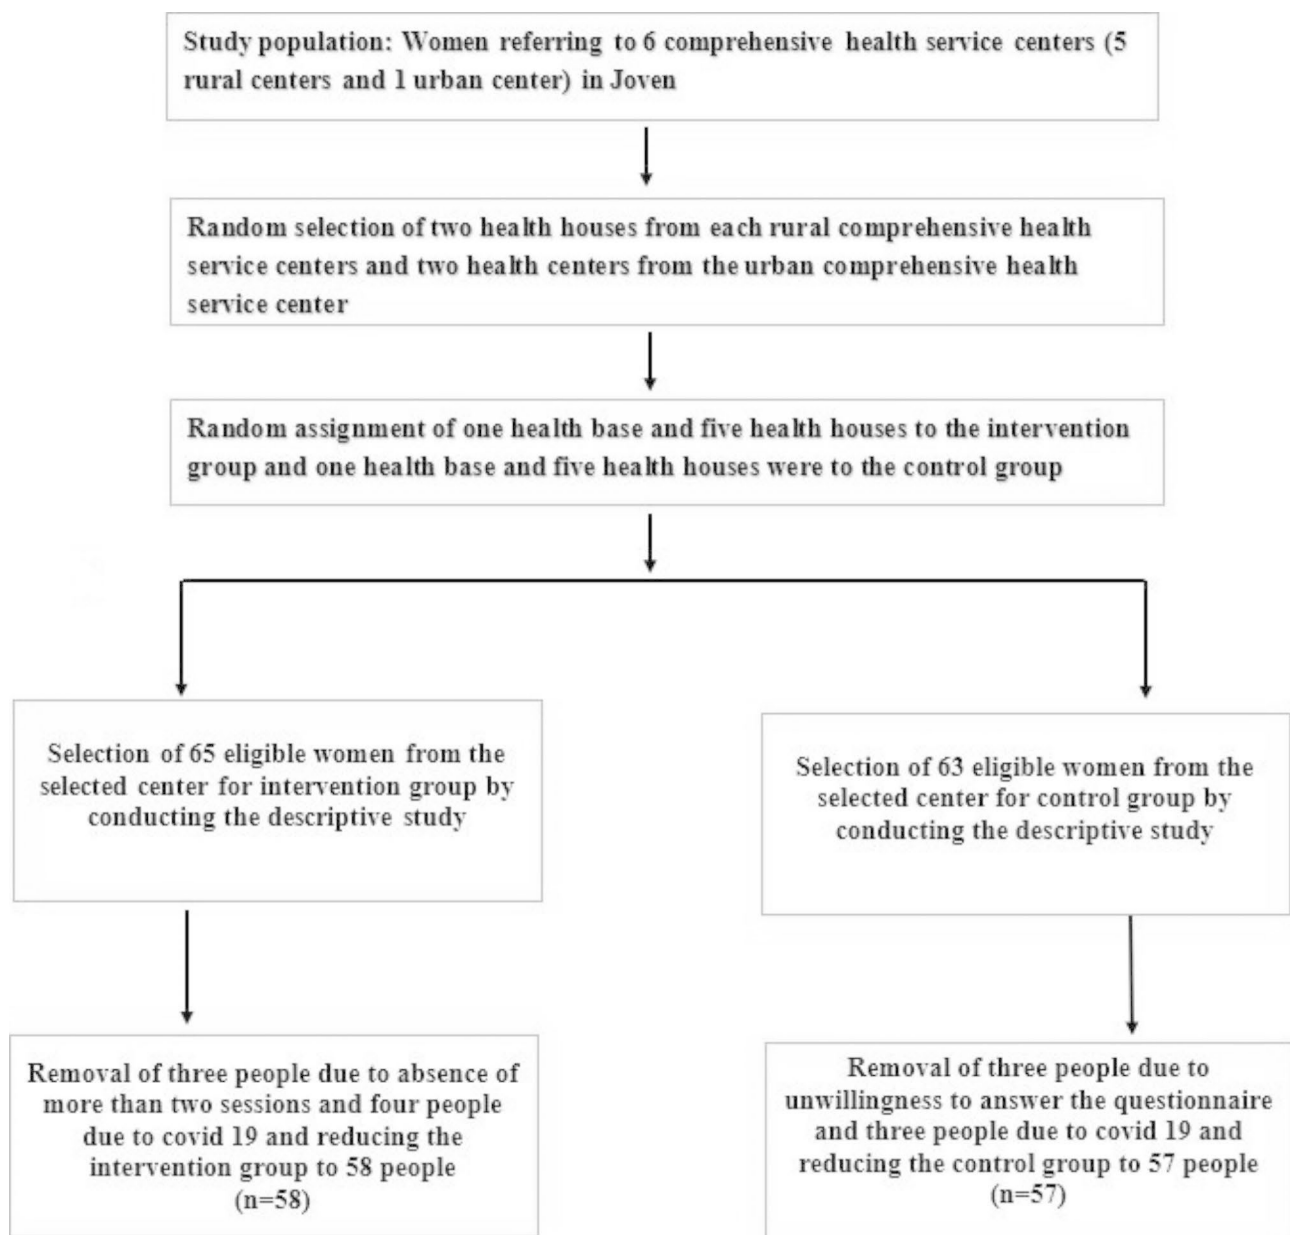 Study population: Women referring to 6 comprehensive health service centers (5
rural centers and 1 urban center) in Joven
Random selection of two health houses from each rural comprehensive health
service centers and two health centers from the urban comprehensive health
service center
Random assignment of one health base and five health houses to the intervention
group and one health base and five health houses were to the control group
Selection of 65 eligible women from the
selected center for intervention group by
conducting the descriptive study
Selection of 63 eligible women from the
selected center for control group by
conducting the descriptive study
Removal of three people due to absence of
more than two sessions and four people
due to covid 19 and reducing the
intervention group to 58 people
(n=58)
Removal of three people due to
unwillingness to answer the questionnaire
and three people due to covid 19 and
reducing the control group to 57 people
(n=57)